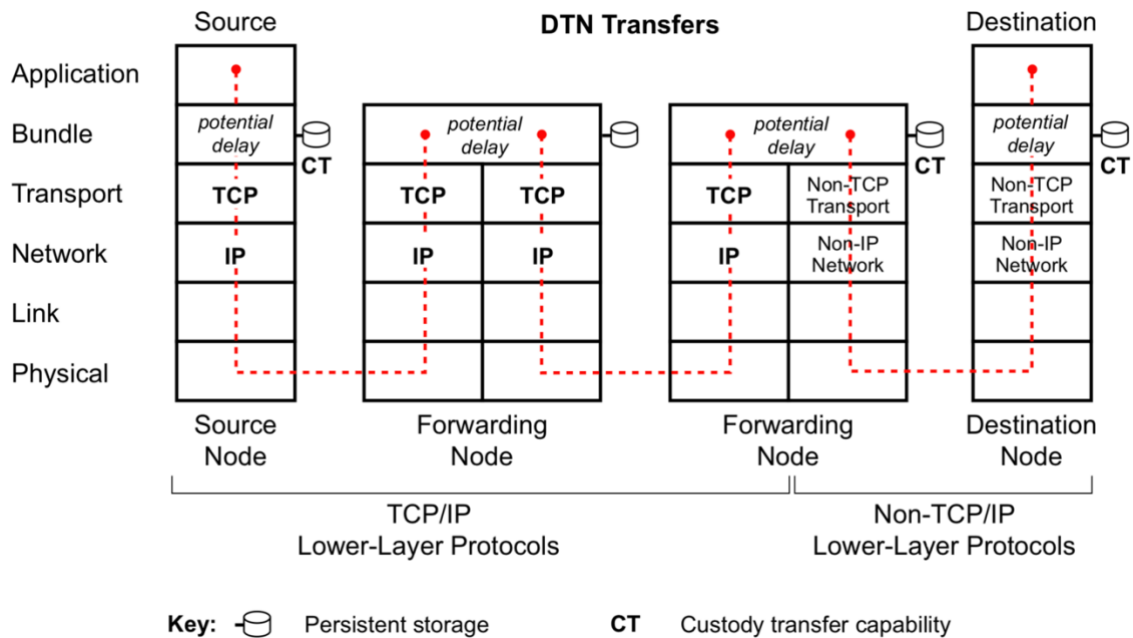 Source
DTN Transfers
Destination
Application
Bundle
potential
delay
CT
potential
delay
potential
delay
CT
potential
delay
CT
Transport
TCP
TCP
TCP
TCP
Non-TCP
Transport
Non-TCP
Transport
Network
IP
IP
IP
IP
Non-IP
Network
Non-IP
Network
Link
Physical
Source
Node
Forwarding
Node
Forwarding
Node
Destination
Node
TCP/IP
Lower-Layer Protocols
Non-TCP/IP
Lower-Layer Protocols
Key: Persistent storage CT Custody transfer capability